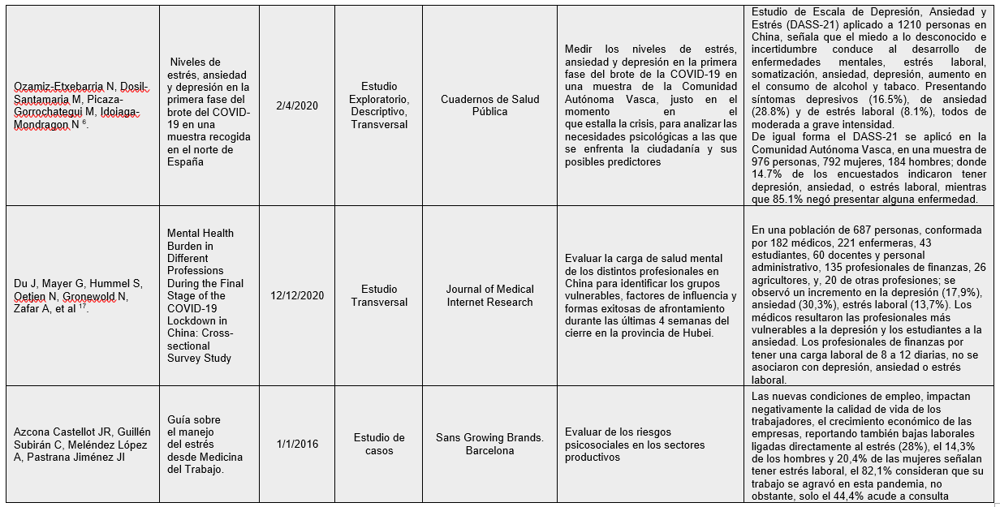 Ozamiz-Etxebarria N, Dosil-
Santamaria M, Picaza-
Gorrochategui M, Idoiaga-
Mondragon N 6.
Niveles de
estrés, ansiedad
y depresión en la
primera fase del
brote del COVID-
19 en una
muestra recogida
en el norte de
España
2/4/2020
Estudio
Exploratorio,
Descriptivo,
Transversal
Cuadernos de Salud
Pública
Medir los niveles de estrés,
ansiedad y depresión en la primera
fase del brote de la COVID-19 en
una muestra de la Comunidad
Autónoma Vasca, justo en el
momento en el
que estalla la crisis, para analizar las
necesidades psicológicas a las que
se enfrenta la ciudadanía y sus
posibles predictores
Estudio de Escala de Depresión, Ansiedad y
Estrés (DASS-21) aplicado a 1210 personas en
China, señala que el miedo a lo desconocido e
incertidumbre conduce al desarrollo de
enfermedades mentales, estrés laboral,
somatización, ansiedad, depresión, aumento en
el consumo de alcohol y tabaco. Presentando
síntomas depresivos (16.5%), de ansiedad
(28.8%) y de estrés laboral (8.1%), todos de
moderada a grave intensidad.
De igual forma el DASS-21 se aplicó en la
Comunidad Autónoma Vasca, en una muestra de
976 personas, 792 mujeres, 184 hombres; donde
14.7% de los encuestados indicaron tener
depresión, ansiedad, o estrés laboral, mientras
que 85.1% negó presentar alguna enfermedad.
Du J, Mayer G, Hummel S,
Oetjen N, Gronewold N,
Zafar A, et al 17.
Mental Health
Burden in
Different
Professions
During the Final
Stage of the
COVID-19
Lockdown in
China: Cross-
sectional
Survey Study
12/12/2020
Estudio
Transversal
Journal of Medical
Internet Research
Evaluar la carga de salud mental
de los distintos profesionales en
China para identificar los grupos
vulnerables, factores de influencia y
formas exitosas de afrontamiento
durante las últimas 4 semanas del
cierre en la provincia de Hubei.
En una población de 687 personas, conformada
por 182 médicos, 221 enfermeras, 43
estudiantes, 60 docentes y personal
administrativo, 135 profesionales de finanzas, 26
agricultores, y, 20 de otras profesiones; se
observó un incremento en la depresión (17,9%),
ansiedad (30,3%), estrés laboral (13,7%). Los
médicos resultaron las profesionales más
vulnerables a la depresión y los estudiantes a la
ansiedad. Los profesionales de finanzas por
tener una carga laboral de 8 a 12 diarias, no se
asociaron con depresión, ansiedad o estrés
laboral.
Azcona Castellot JR, Guillén
Subirán C, Meléndez López
A, Pastrana Jiménez JI
Guía sobre
el manejo
del estrés
desde Medicina
del Trabajo.
1/1/2016
Estudio de
casos
Sans Growing Brands.
Barcelona
Evaluar de los riesgos
psicosociales en los sectores
productivos
Las nuevas condiciones de empleo, impactan
negativamente la calidad de vida de los
trabajadores, el crecimiento económico de las
empresas, reportando también bajas laborales
ligadas directamente al estrés (28%), el 14,3%
de los hombres y 20,4% de las mujeres señalan
tener estrés laboral, el 82,1% consideran que su
trabajo se agravó en esta pandemia, no
obstante, solo el 44,4% acude a consulta